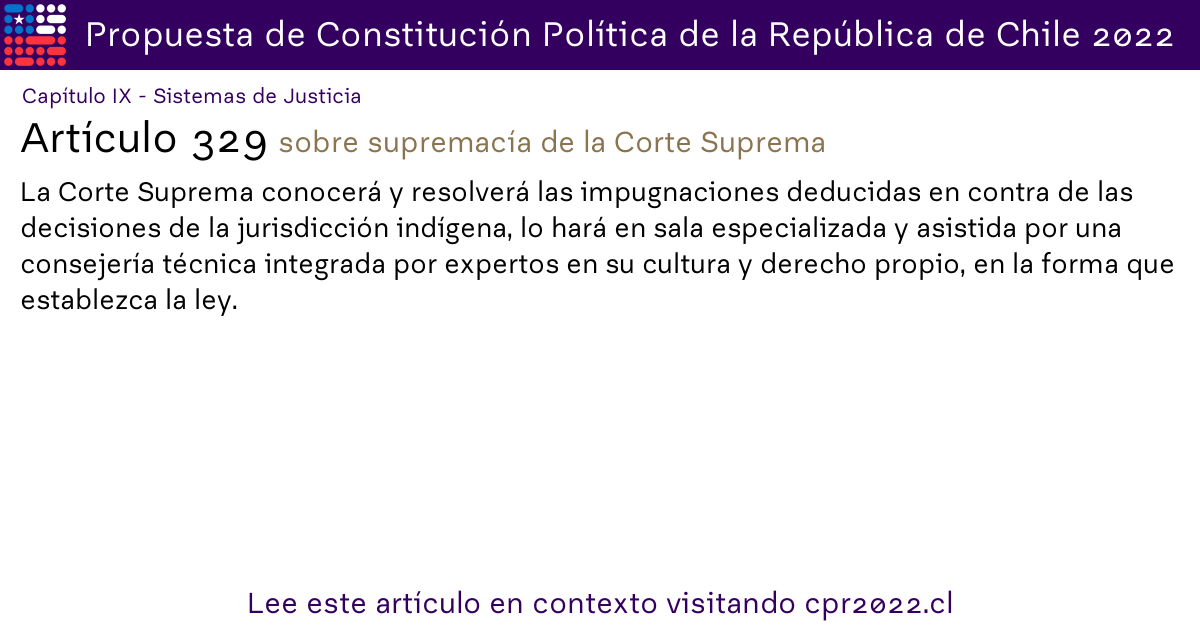 Propuesta de Constitución Política de la República de Chile 2022
Capítulo IX - Sistemas de Justicia
Artículo 329 sobre supremacía de la Corte Suprema
La Corte Suprema conocerá y resolverá las impugnaciones deducidas en contra de las
decisiones de la jurisdicción indígena, lo hará en sala especializada y asistida por una
consejería técnica integrada por expertos en su cultura y derecho propio, en la forma que
establezca la ley.
Lee este artículo en contexto visitando cpr2022.cl